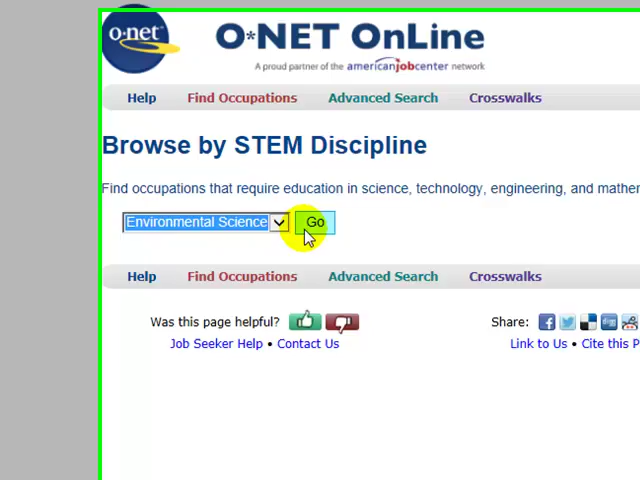 o·net
O*NET OnLine
A proud partner of the americanjobcenter network
Help Find Occupations Advanced Search Crosswalks
Browse by STEM Discipline
Find occupations that require education in science, technology, engineering, and mathe
Environmental Science Go
Help Find Occupations Advanced Search Crosswalks
Was this page helpful? Share:
Job Seeker Help • Contact Us Link to Us • Cite this P